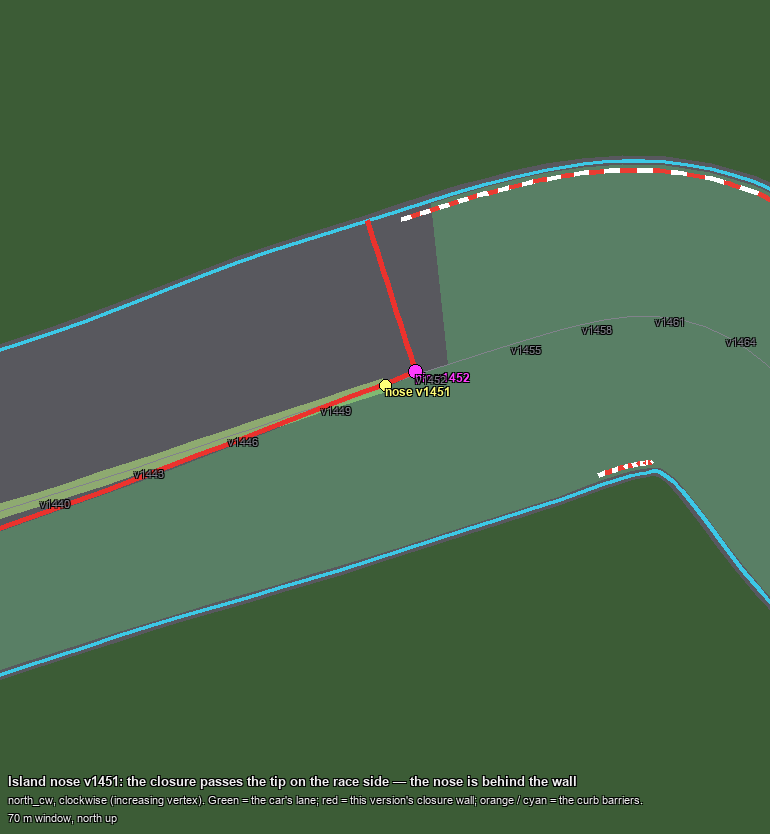 v1461
v1458
v1464
v1455
v1452
nose v1451
v1449
v1446
v1443
v1440
Island nose v1451: the closure passes the tip on the race side — the nose is behind the wall
north_cw, clockwise (increasing vertex). Green = the car's lane; red = this version's closure wall; orange / cyan = the curb barriers.
70 m window, north up